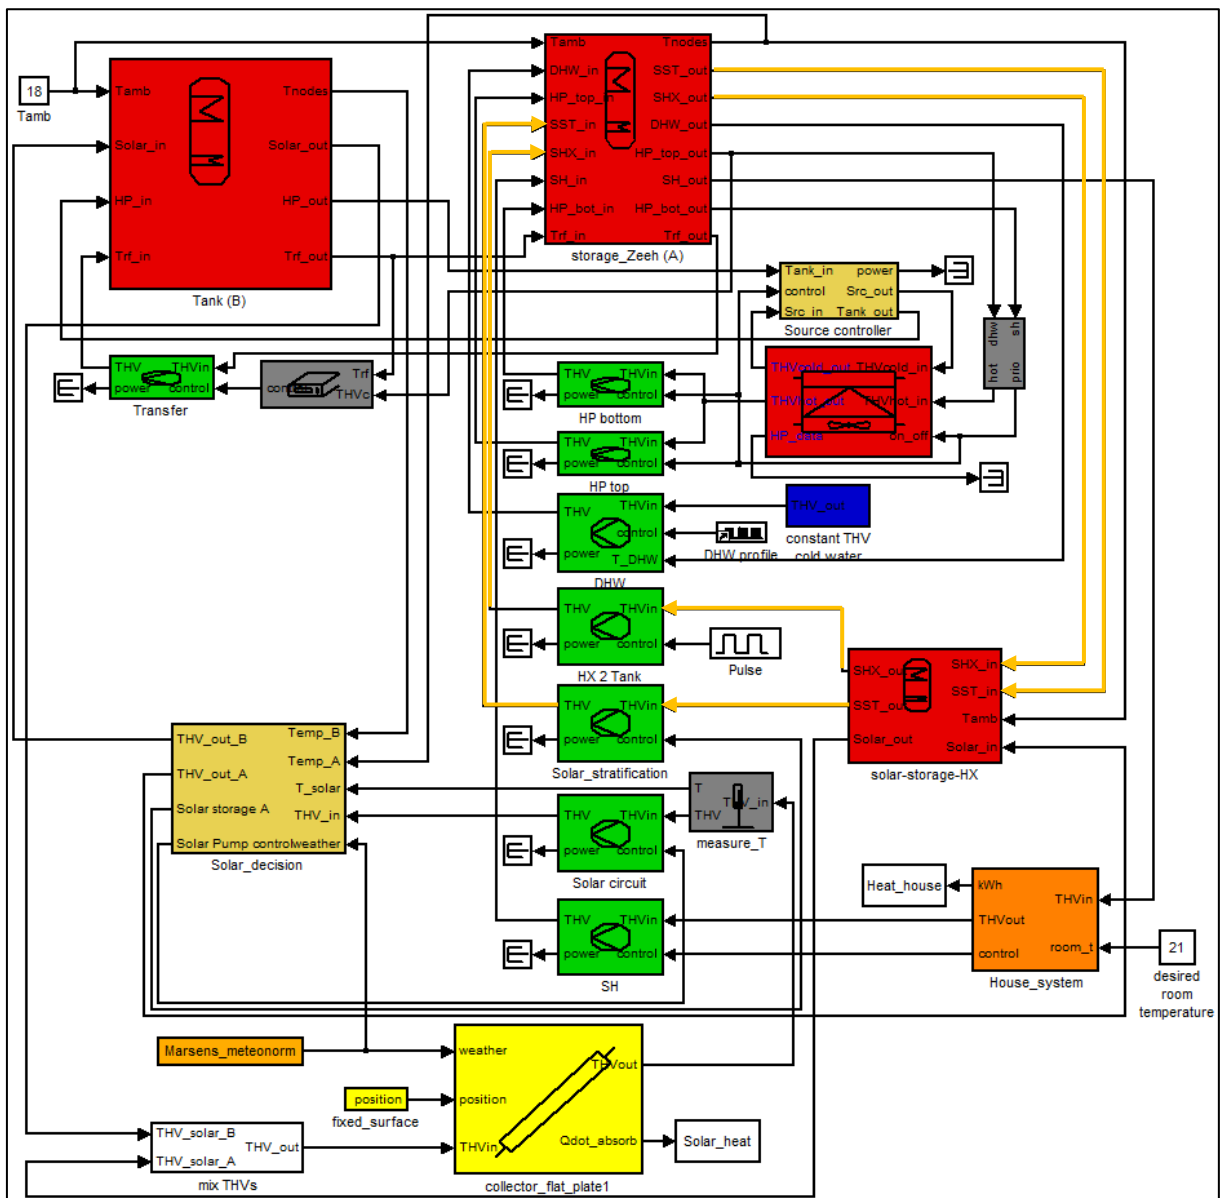 18
Tamb
Tamb
Tnodes
Solar_in
Solar_out
HP_in
HP_out
Trf_in
Trf_out
Tank (B)
Tamb
Tnodes
DHW_in
SST_out
HP_top_in
SHX_out
SST_in
DHW_out
SHX_in
HP_top_out
SH_in
SH_out
HP_bot_in
HP_bot_out
Trf_in
Trf_out
storage_Zeeh (A)
Tank_in
power
control
Src_out
Src_in
Tank_out
Source controller
dhw
sh
hot
prio
THV
THVin
power
control
Transfer
Trf
THVc
THV
THVin
power
control
HP bottom
THVcold_out
THVcold_in
THVhot_out
THVhot_in
HP_data
on_off
THV
THVin
power
control
HP top
THV
THVin
control
power
T_DHW
DHW
THV_out
constant THV
cold water
DHW profile
THV
THVin
power
control
HX 2 Tank
Pulse
SHX_out
SHX_in
SST_out
SST_in
Tamb
Solar_out
Solar_in
solar-storage-HX
THV
THVin
power
control
Solar_stratification
THV_out_B
Temp_B
THV_out_A
Temp_A
T_solar
Solar storage A
THV_in
Solar Pump control
weather
Solar_decision
T
THV_in
THV
measure_T
THV
THVin
power
control
Solar circuit
Heat_house
kWh
THVin
THVout
room_t
control
House_system
21
desired
room
temperature
THV
THVin
power
control
SH
Marsens_meteonorm
weather
THVout
position
position
fixed_surface
THVin
Qdot_absorb
Solar_heat
collector_flat_plate1
THV_solar_B
THV_out
THV_solar_A
mix THVs